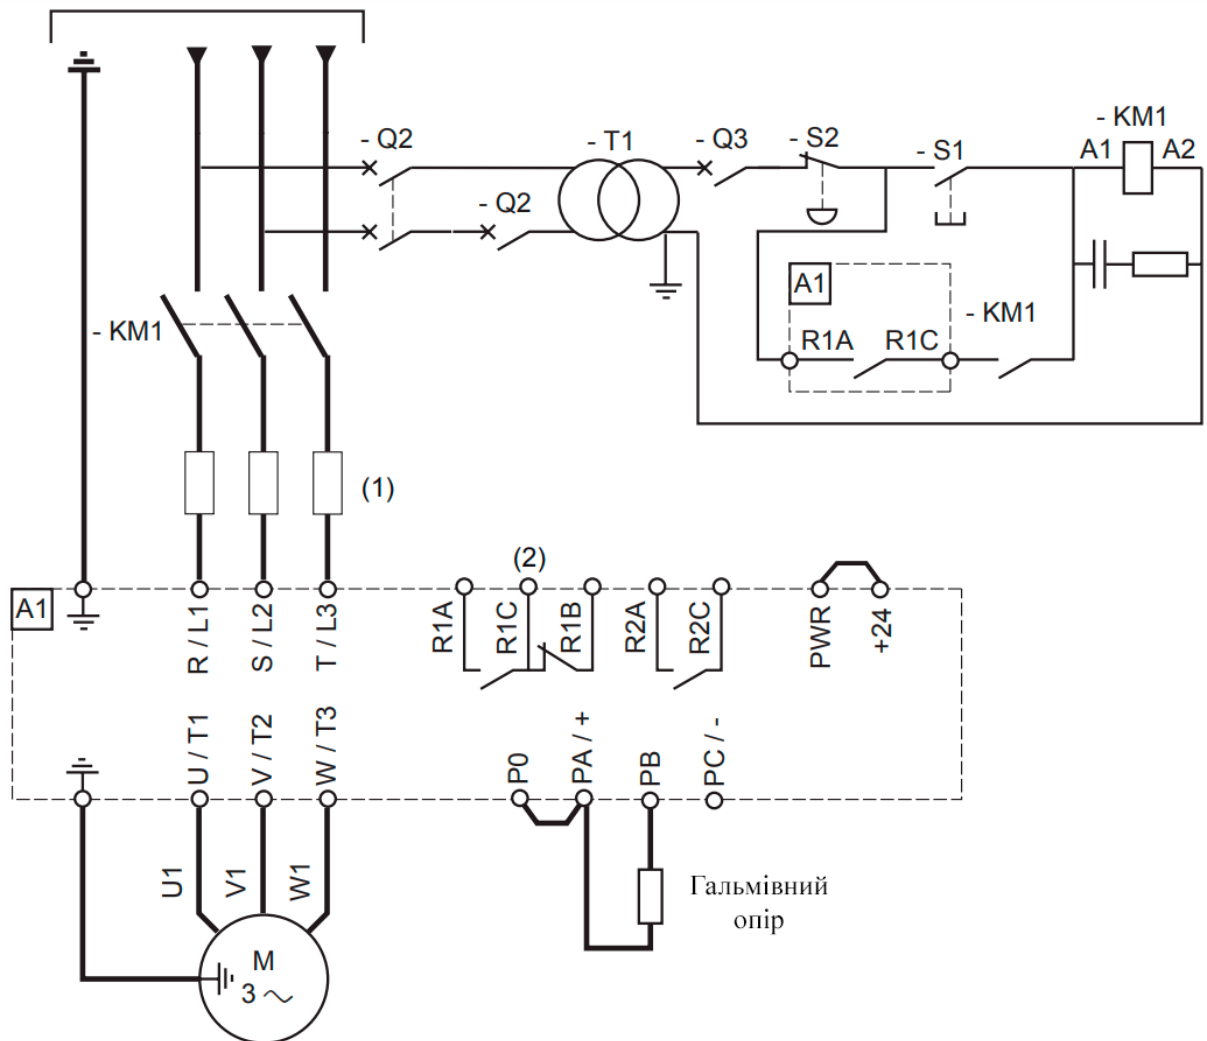 - Q2
- T1
- Q3
- S2
- S1
- KM1
A1
A2
- Q2
A1
- KM1
R1A
R1C
- KM1
(1)
(2)
A1
R / L1
S / L2
T / L3
R1A
R1C
R1B
R2A
R2C
PWR
+24
U / T1
V / T2
W / T3
P0
PA / +
PB
PC / -
U1
V1
W1
Гальмівний
опір
M
3 ~